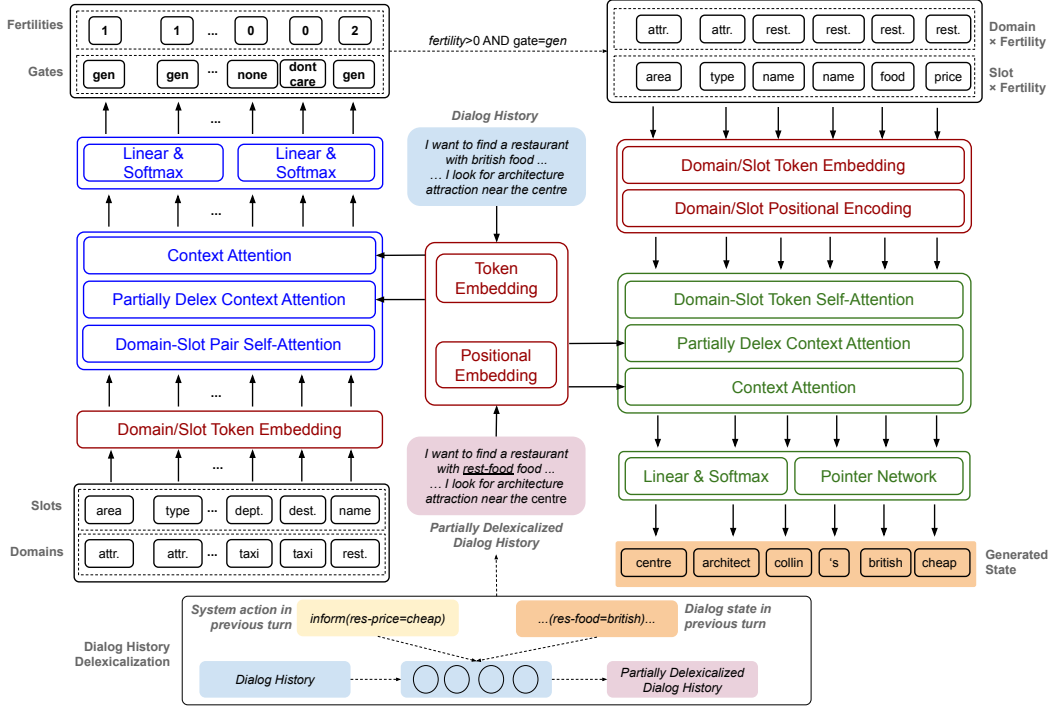 Fertilities
1 1 ... 0 0 2
Gates
gen gen ... none dont care gen
...
Linear & Softmax
Linear & Softmax
...
Context Attention
Partially Delex Context Attention
Domain-Slot Pair Self-Attention
...
Domain/Slot Token Embedding
...
Slots
area type ... dept. dest. name
Domains
attr. attr. ... taxi taxi rest.
fertility>0 AND gate=gen
Dialog History
I want to find a restaurant
with british food ...
... I look for architecture
attraction near the centre
Token
Embedding
Positional
Embedding
I want to find a restaurant
with rest-food food ...
... I look for architecture
attraction near the centre
Partially Delexicalized
Dialog History
attr. attr. rest. rest. rest. rest.
Domain
× Fertility
area type name name food price
Slot
× Fertility
Domain/Slot Token Embedding
Domain/Slot Positional Encoding
Domain-Slot Token Self-Attention
Partially Delex Context Attention
Context Attention
Linear & Softmax
Pointer Network
centre architect collin 's british cheap
Generated
State
System action in
previous turn
inform(res-price=cheap)
...(res-food=british)...
Dialog state in
previous turn
Dialog History
Delexicalization
Dialog History
Partially Delexicalized
Dialog History